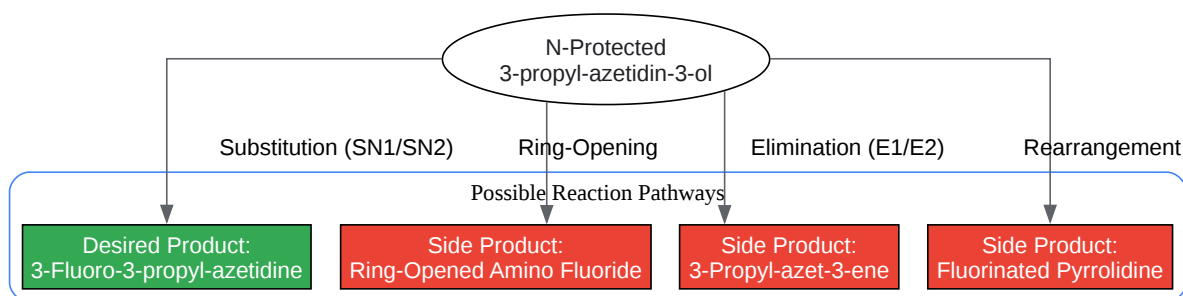 N-Protected
3-propyl-azetidin-3-ol
Substitution (SN1/SN2)
Ring-Opening
Elimination (E1/E2)
Rearrangement
Possible Reaction Pathways
Desired Product:
3-Fluoro-3-propyl-azetidine
Side Product:
Ring-Opened Amino Fluoride
Side Product:
3-Propyl-azet-3-ene
Side Product:
Fluorinated Pyrrolidine